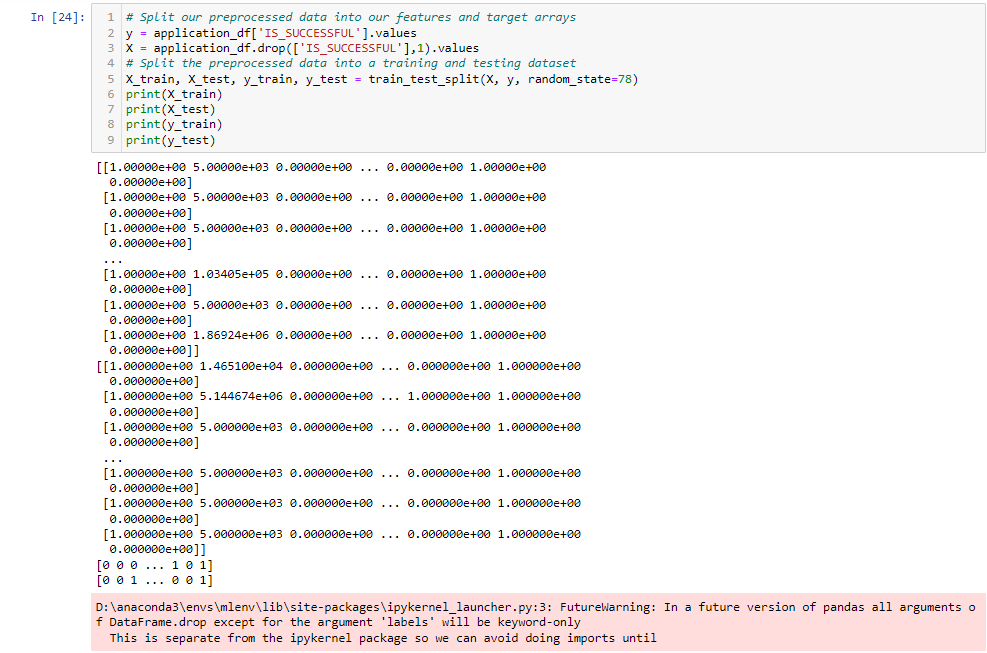 In [24]:
1 # Split our preprocessed data into our features and target arrays
2 y = application_df['IS_SUCCESSFUL'].values
3 X = application_df.drop(['IS_SUCCESSFUL'],1).values
4 # Split the preprocessed data into a training and testing dataset
5 X_train, X_test, y_train, y_test = train_test_split(X, y, random_state=78)
6 print(X_train)
7 print(X_test)
8 print(y_train)
9 print(y_test)
[[1.00000e+00 5.00000e+03 0.00000e+00 ... 0.00000e+00 1.00000e+00
0.00000e+00]
[1.00000e+00 5.00000e+03 0.00000e+00 ... 0.00000e+00 1.00000e+00
0.00000e+00]
[1.00000e+00 5.00000e+03 0.00000e+00 ... 0.00000e+00 1.00000e+00
0.00000e+00]
...
[1.00000e+00 1.03405e+05 0.00000e+00 ... 0.00000e+00 1.00000e+00
0.00000e+00]
[1.00000e+00 5.00000e+03 0.00000e+00 ... 0.00000e+00 1.00000e+00
0.00000e+00]
[1.00000e+00 1.86924e+06 0.00000e+00 ... 0.00000e+00 1.00000e+00
0.00000e+00]]
[[1.000000e+00 1.465100e+04 0.000000e+00 ... 0.000000e+00 1.000000e+00
0.000000e+00]
[1.000000e+00 5.144674e+06 0.000000e+00 ... 1.000000e+00 1.000000e+00
0.000000e+00]
[1.000000e+00 5.000000e+03 0.000000e+00 ... 0.000000e+00 1.000000e+00
0.000000e+00]
...
[1.000000e+00 5.000000e+03 0.000000e+00 ... 0.000000e+00 1.000000e+00
0.000000e+00]
[1.000000e+00 5.000000e+03 0.000000e+00 ... 0.000000e+00 1.000000e+00
0.000000e+00]
[1.000000e+00 5.000000e+03 0.000000e+00 ... 0.000000e+00 1.000000e+00
0.000000e+00]]
[0 0 0 ... 1 0 1]
[0 0 1 ... 0 0 1]
D:\anaconda3\envs\mlenv\lib\site-packages\ipykernel_launcher.py:3: FutureWarning: In a future version of pandas all arguments o
f DataFrame.drop except for the argument 'labels' will be keyword-only
This is separate from the ipykernel package so we can avoid doing imports until